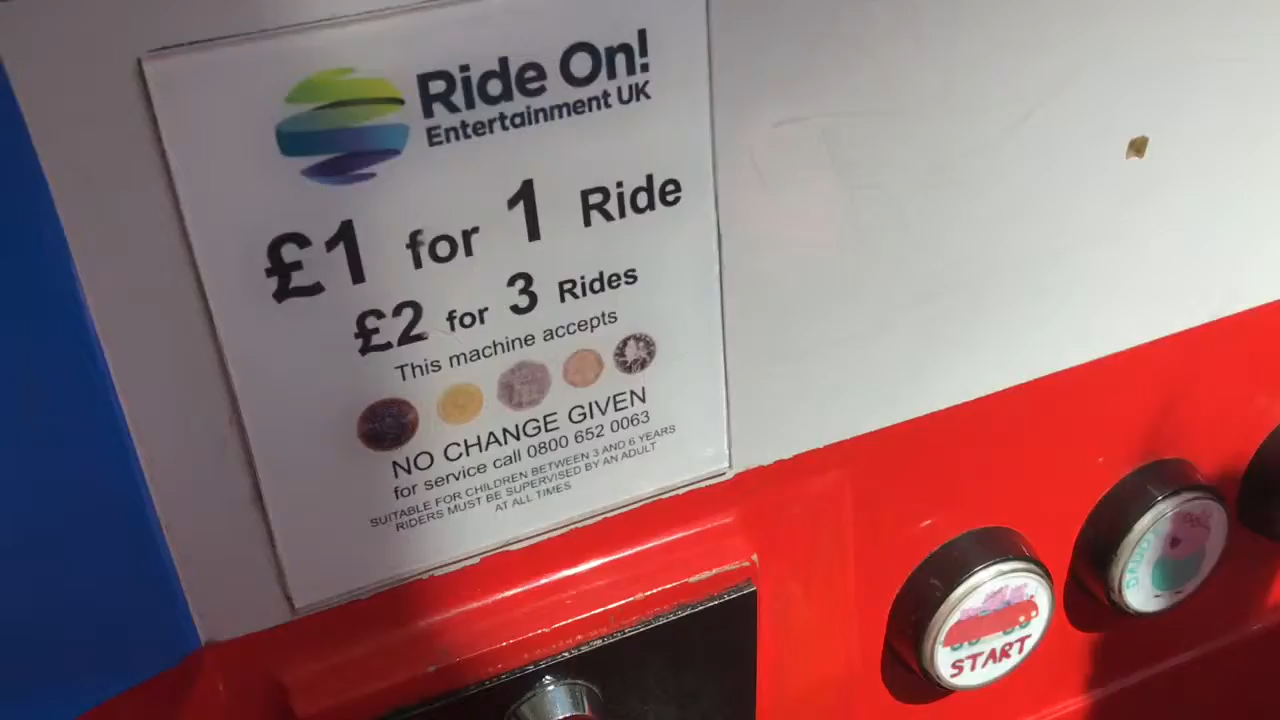 Ride On!
Entertainment UK
£1 for 1 Ride
£2 for 3 Rides
This machine accepts
NO CHANGE GIVEN
for service call 0800 652 0063
SUITABLE FOR CHILDREN BETWEEN 3 AND 6 YEARS
RIDERS MUST BE SUPERVISED BY AN ADULT
AT ALL TIMES
START